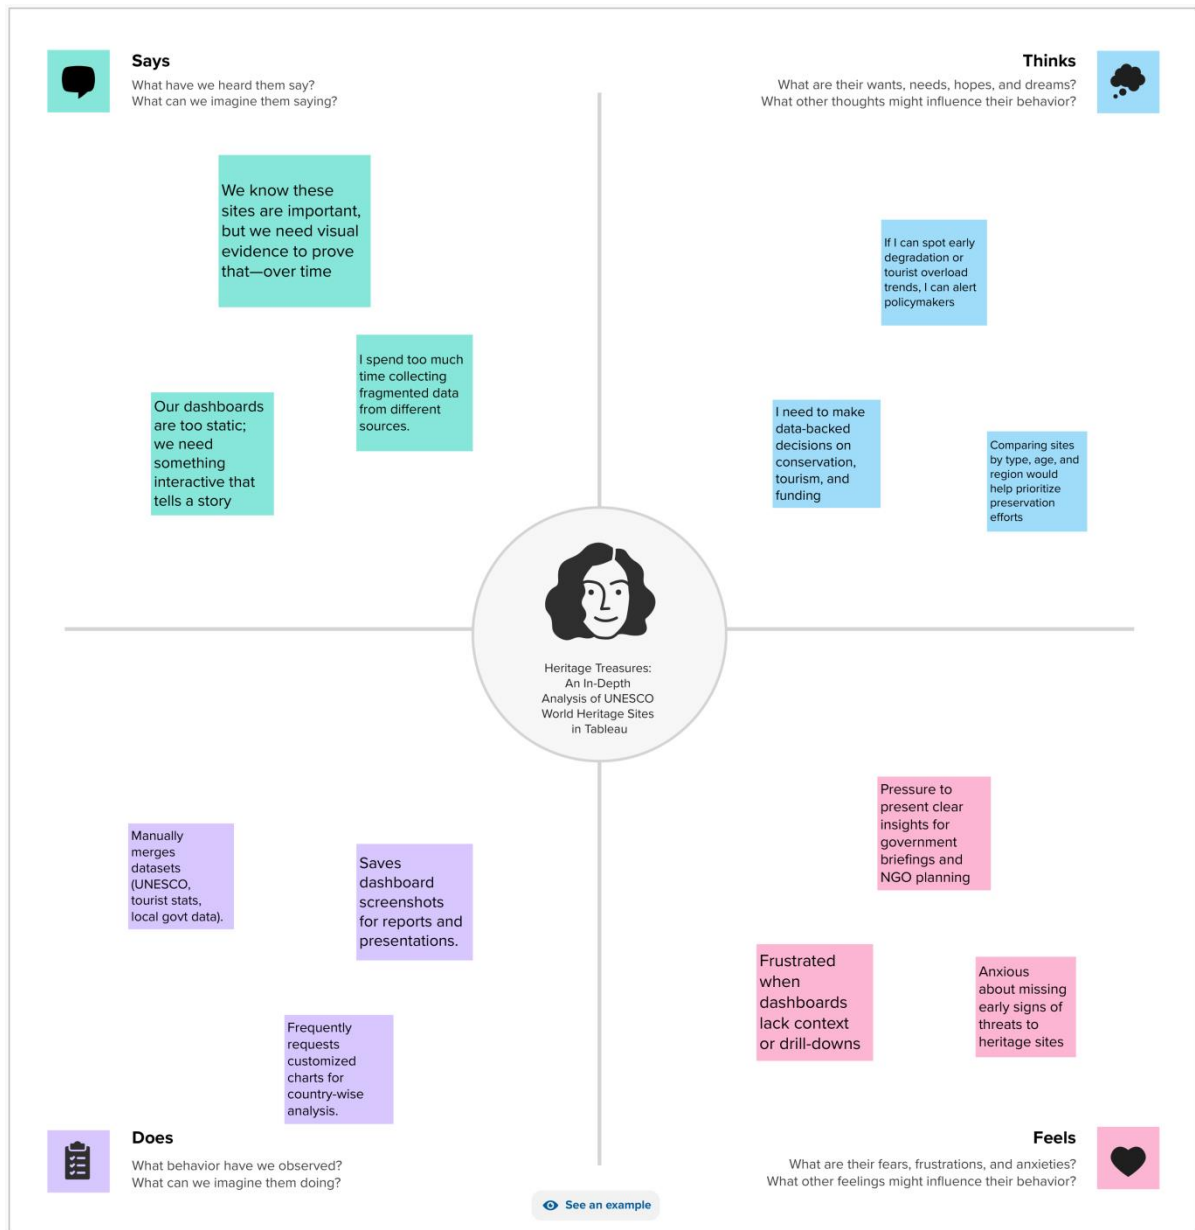 Says
What have we heard them say?
What can we imagine them saying?
Thinks
What are their wants, needs, hopes, and dreams?
What other thoughts might influence their behavior?
We know these
sites are important,
but we need visual
evidence to prove
that—over time
I spend too much
time collecting
fragmented data
from different
sources.
Our dashboards
are too static;
we need
something
interactive that
tells a story
If I can spot early
degradation or
tourist overload
trends, I can alert
policymakers
I need to make
data-backed
decisions on
conservation,
tourism, and
funding
Comparing sites
by type, age, and
region would
help prioritize
preservation
efforts
Heritage Treasures:
An In-Depth
Analysis of UNESCO
World Heritage Sites
in Tableau
Manually
merges
datasets
(UNESCO,
tourist stats,
local govt data).
Saves
dashboard
screenshots
for reports and
presentations.
Frequently
requests
customized
charts for
country-wise
analysis.
Pressure to
present clear
insights for
government
briefings and
NGO planning
Frustrated
when
dashboards
lack context
or drill-downs
Anxious
about missing
early signs of
threats to
heritage sites
Does
What behavior have we observed?
What can we imagine them doing?
Feels
What are their fears, frustrations, and anxieties?
What other feelings might influence their behavior?
See an example